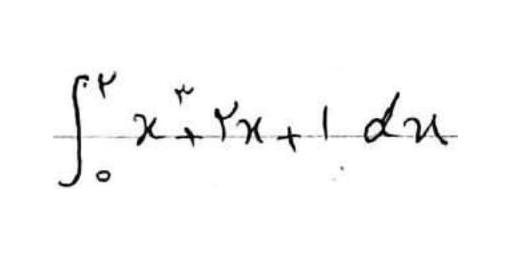 ∫₀^۲ x^۳ + ۲x + ۱ dx